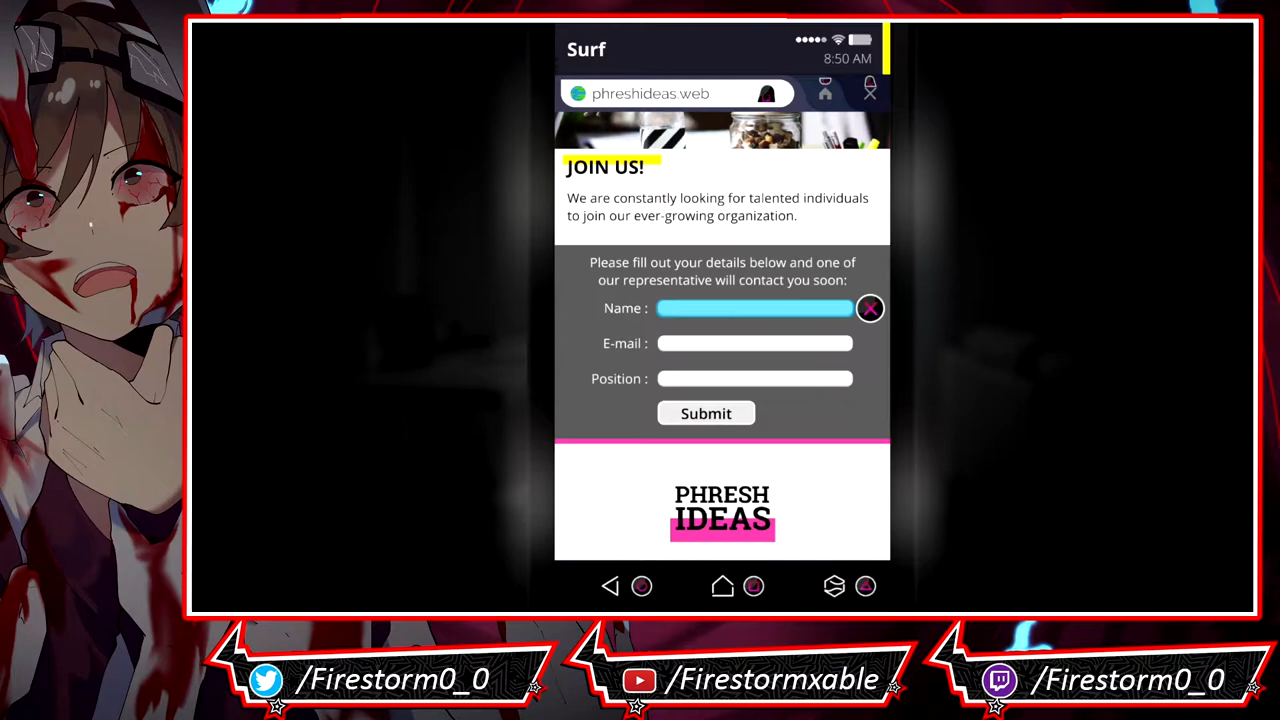 Surf
8:50 AM
phreshideas.web
JOIN US!
We are constantly looking for talented individuals
to join our ever-growing organization.
Please fill out your details below and one of
our representative will contact you soon:
Name :
E-mail :
Position :
Submit
PHRESH
IDEAS
/Firestorm0_0
/Firestormxable
/Firestorm0_0